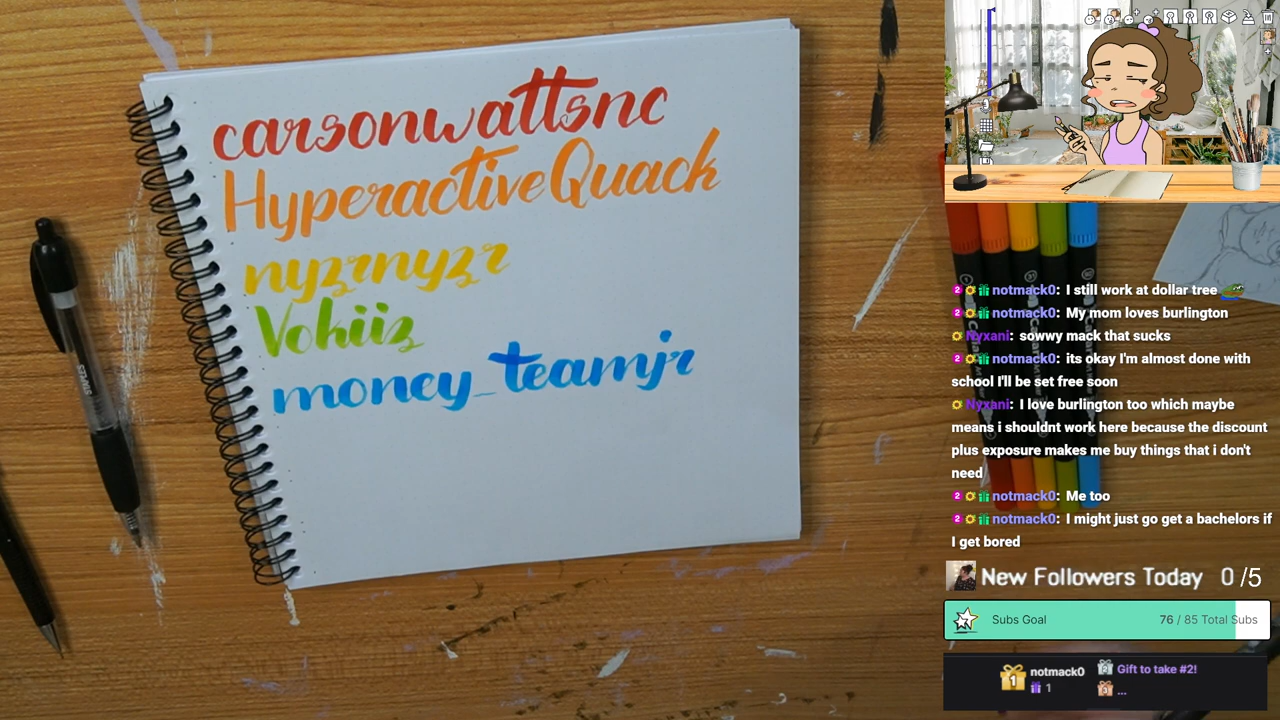 carsonwattsnc
HyperactiveQuack
nyzrnyzr
Vokiiz
money_teamjr
notmack0: I still work at dollar tree
notmack0: My mom loves burlington
Nyxani: sowwy mack that sucks
notmack0: its okay I'm almost done with
school I'll be set free soon
Nyxani: I love burlington too which maybe
means i shouldnt work here because the discount
plus exposure makes me buy things that i don't
need
notmack0: Me too
notmack0: I might just go get a bachelors if
I get bored
New Followers Today 0 /5
Subs Goal 76 / 85 Total Subs
1 notmack0
1
Gift to take #2!
...